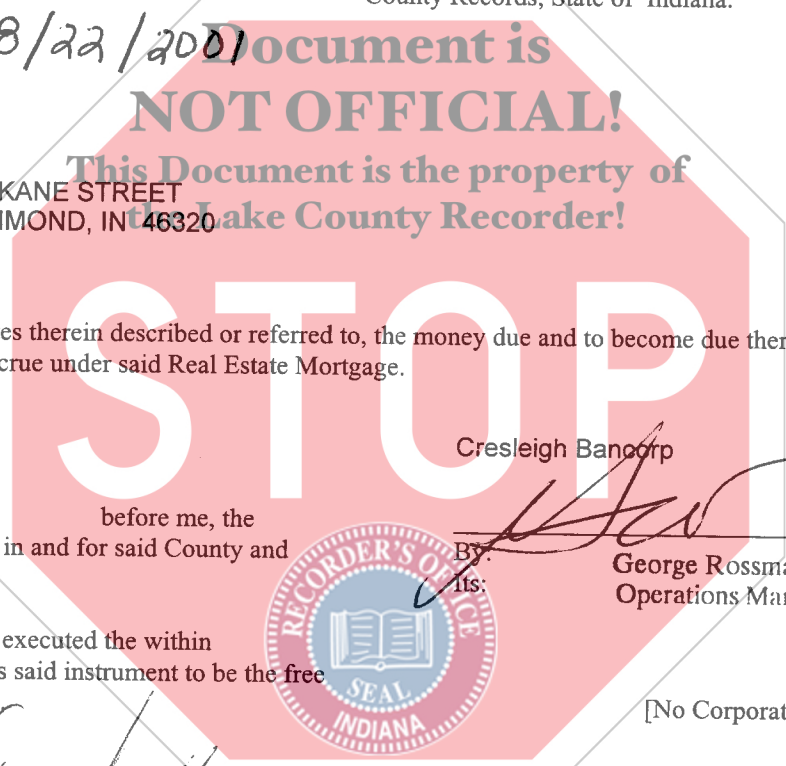 County Records, State of Indiana.
8/22/2001
Document is
NOT OFFICIAL!
This Document is the property of
the Lake County Recorder!
KANE STREET
MMOND, IN 46320
es therein described or referred to, the money due and to become due ther
crue under said Real Estate Mortgage.
STOP
Cresleigh Bancorp
before me, the
in and for said County and
By:
Its:
George Rossma
Operations Man
executed the within
s said instrument to be the free
RECORDER'S OFFICE
SEAL
INDIANA
[No Corporat